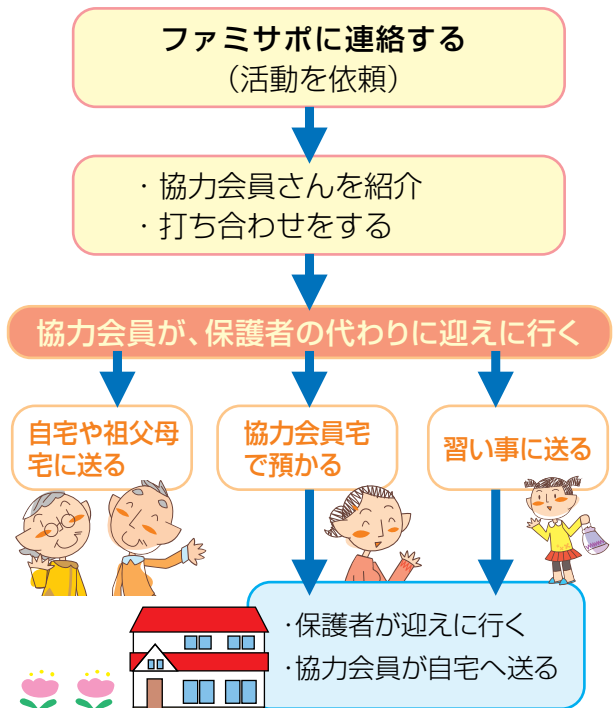 ファミサポに連絡する
（活動を依頼）
・協力会員さんを紹介
・打ち合わせをする
協力会員が、保護者の代わりに迎えに行く
自宅や祖父母
宅に送る
協力会員宅
で預かる
習い事に送る
・保護者が迎えに行く
・協力会員が自宅へ送る